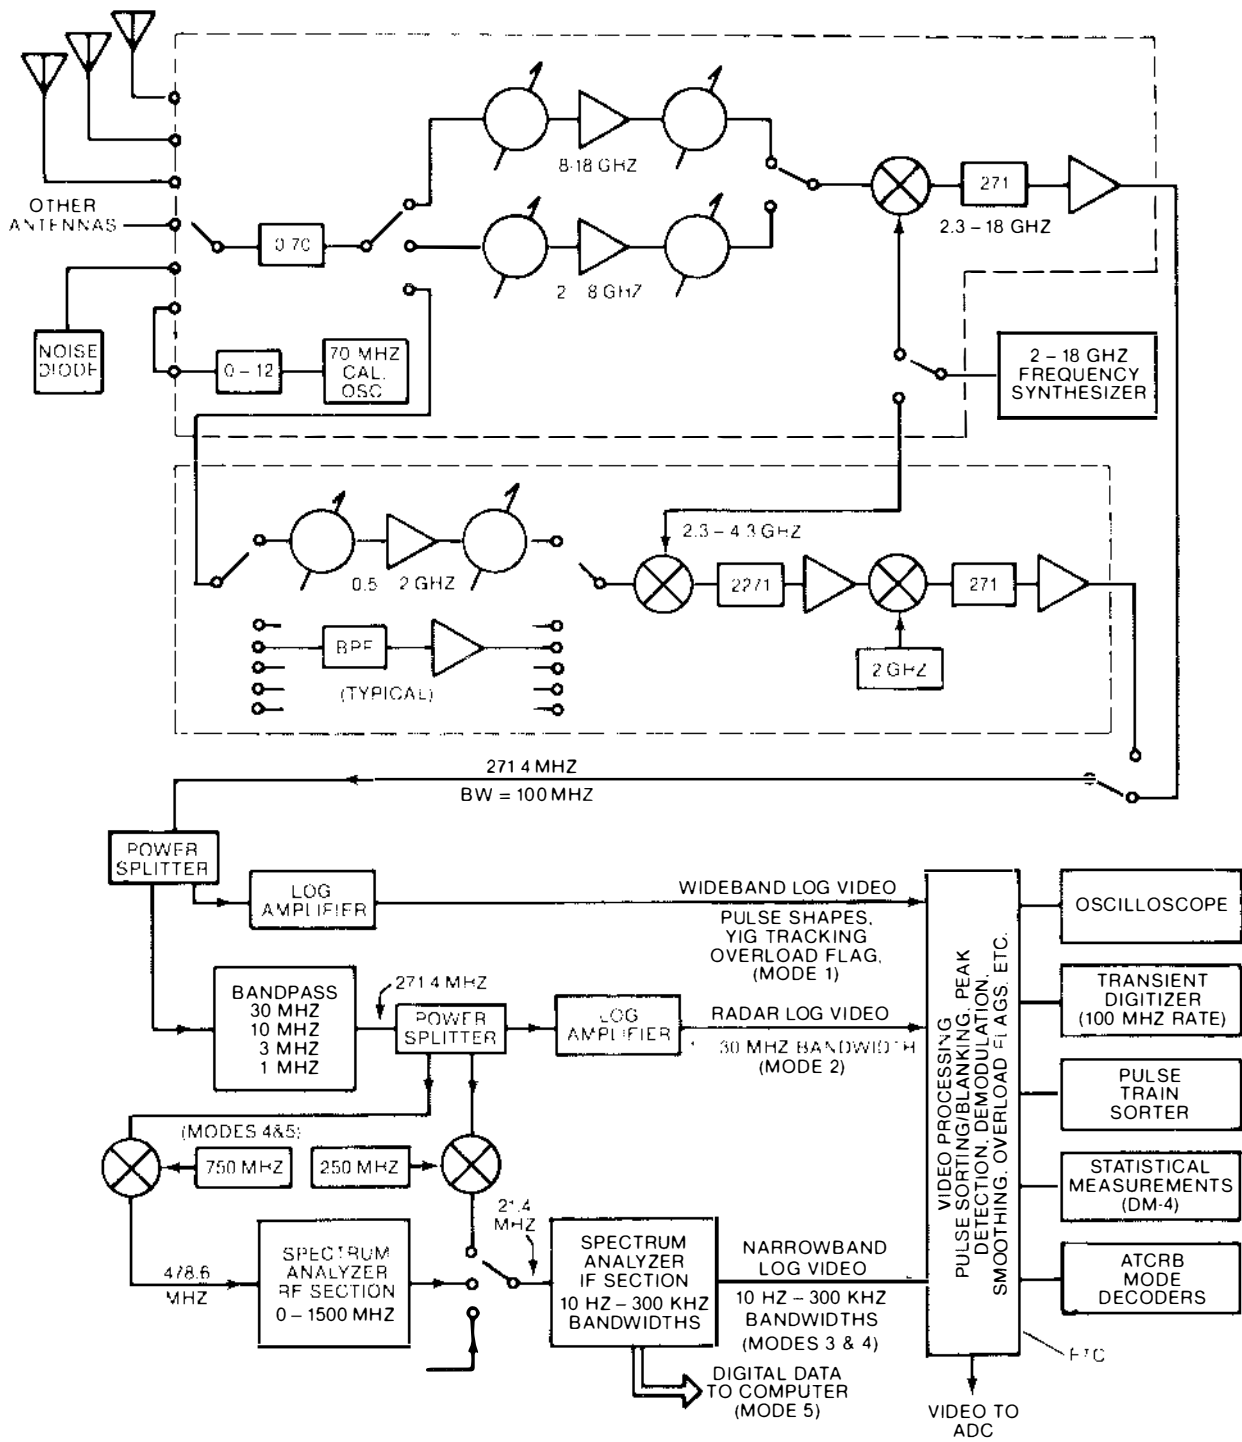 OTHER
ANTENNAS
8-18 GHZ
0-70
2 8 GHZ
271
2.3 – 18 GHZ
NOISE
DIODE
0 – 12
70 MHZ
CAL.
OSC
2 – 18 GHZ
FREQUENCY
SYNTHESIZER
2.3 – 4.3 GHZ
0.5 2 GHZ
2271
271
BPF
(TYPICAL)
2 GHZ
271 4 MHZ
BW = 100 MHZ
POWER
SPLITTER
LOG
AMPLIFIER
WIDEBAND LOG VIDEO
PULSE SHAPES,
YIG TRACKING
OVERLOAD FLAG,
(MODE 1)
OSCILLOSCOPE
271.4 MHZ
BANDPASS
30 MHZ
10 MHZ
3 MHZ
1 MHZ
POWER
SPLITTER
LOG
AMPLIFIER
RADAR LOG VIDEO
1 30 MHZ BANDWIDTH
(MODE 2)
TRANSIENT
DIGITIZER
(100 MHZ RATE)
VIDEO PROCESSING
PULSE SORTING/BLANKING, PEAK
DETECTION, DEMODULATION,
SMOOTHING, OVERLOAD FLAGS, ETC.
PULSE
TRAIN
SORTER
(MODES 4&5)
750 MHZ
250 MHZ
STATISTICAL
MEASUREMENTS
(DM-4)
21.4
MHZ
478.6
MHZ
SPECTRUM
ANALYZER
RF SECTION
0 – 1500 MHZ
SPECTRUM
ANALYZER
IF SECTION
10 HZ – 300 KHZ
BANDWIDTHS
NARROWBAND
LOG VIDEO
10 HZ – 300 KHZ
BANDWIDTHS
(MODES 3 & 4)
ATCRB
MODE
DECODERS
DIGITAL DATA
TO COMPUTER
(MODE 5)
VIDEO TO
ADC